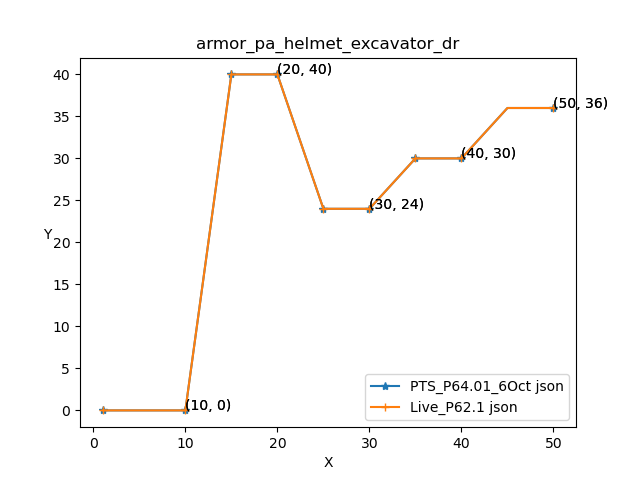 armor_pa_helmet_excavator_dr
40
35
30
25
20
15
10
5
0
Y
(20, 40)
(50, 36)
(40, 30)
(30, 24)
(10, 0)
PTS_P64.01_6Oct json
Live_P62.1 json
0 10 20 30 40 50
X